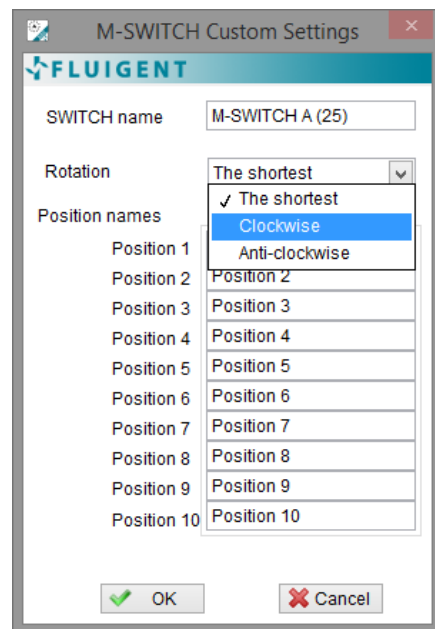 M-SWITCH Custom Settings
FLUIGENT
SWITCH name M-SWITCH A (25)
Rotation The shortest
The shortest
Clockwise
Anti-clockwise
Position names
Position 1
Position 2 Position 2
Position 3 Position 3
Position 4 Position 4
Position 5 Position 5
Position 6 Position 6
Position 7 Position 7
Position 8 Position 8
Position 9 Position 9
Position 10 Position 10
OK Cancel